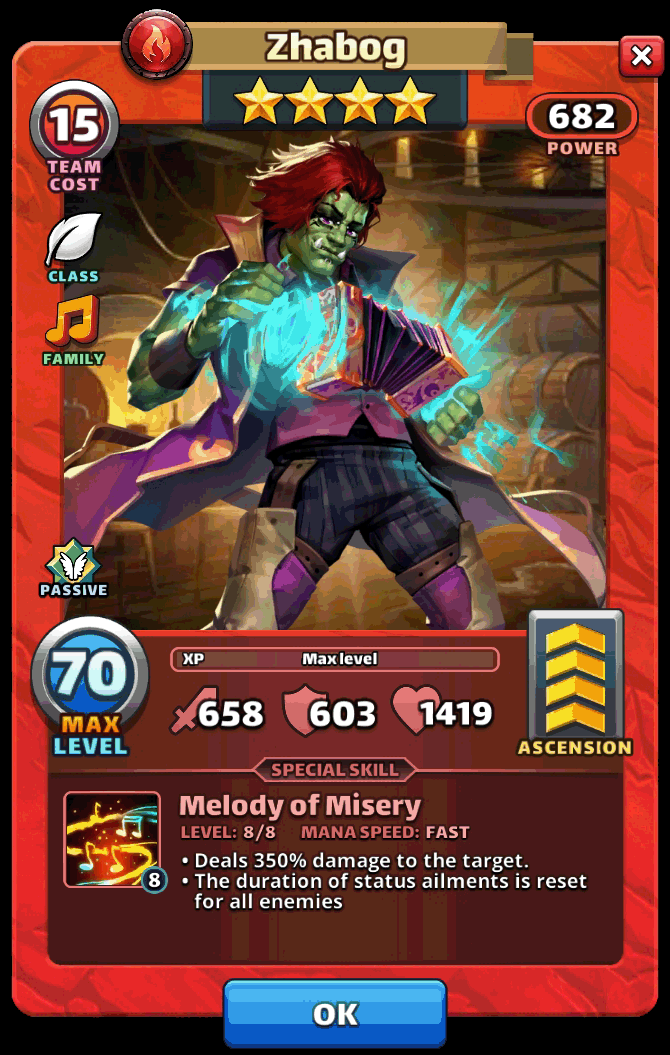 Zhabog
15
TEAM
COST
682
POWER
CLASS
FAMILY
PASSIVE
70
MAX
LEVEL
XP Max level
658 603 1419
ASCENSION
SPECIAL SKILL
Melody of Misery
LEVEL: 8/8 MANA SPEED: FAST
8
• Deals 350% damage to the target.
• The duration of status ailments is reset
for all enemies
OK